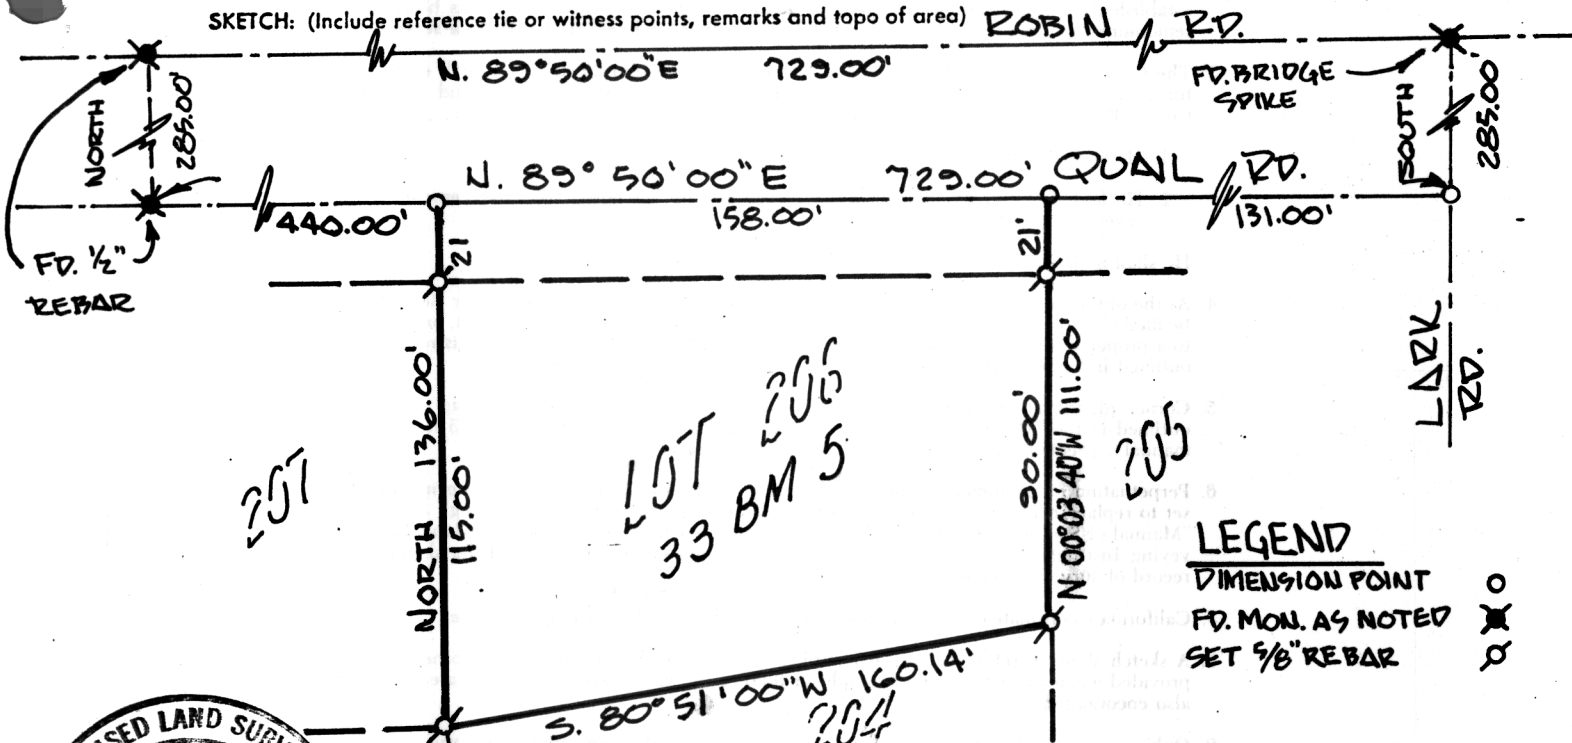 SKETCH: (Include reference tie or witness points, remarks and topo of area)
ROBIN RD.
N. 89°50'00"E 729.00'
FD. BRIDGE
SPIKE
NORTH
285.00'
SOUTH
285.00'
N. 89° 50' 00" E 729.00'
QUAIL RD.
440.00'
158.00'
131.00'
FD. 1/2"
REBAR
21'
21'
LARK
RD.
NORTH 136.00'
115.00'
LOT 206
33 BM 5
90.00'
N 00°03'40"W 111.00'
207
205
LEGEND
DIMENSION POINT
FD. MON. AS NOTED
SET 5/8" REBAR
S. 80°51'00"W 160.14'
204
LAND